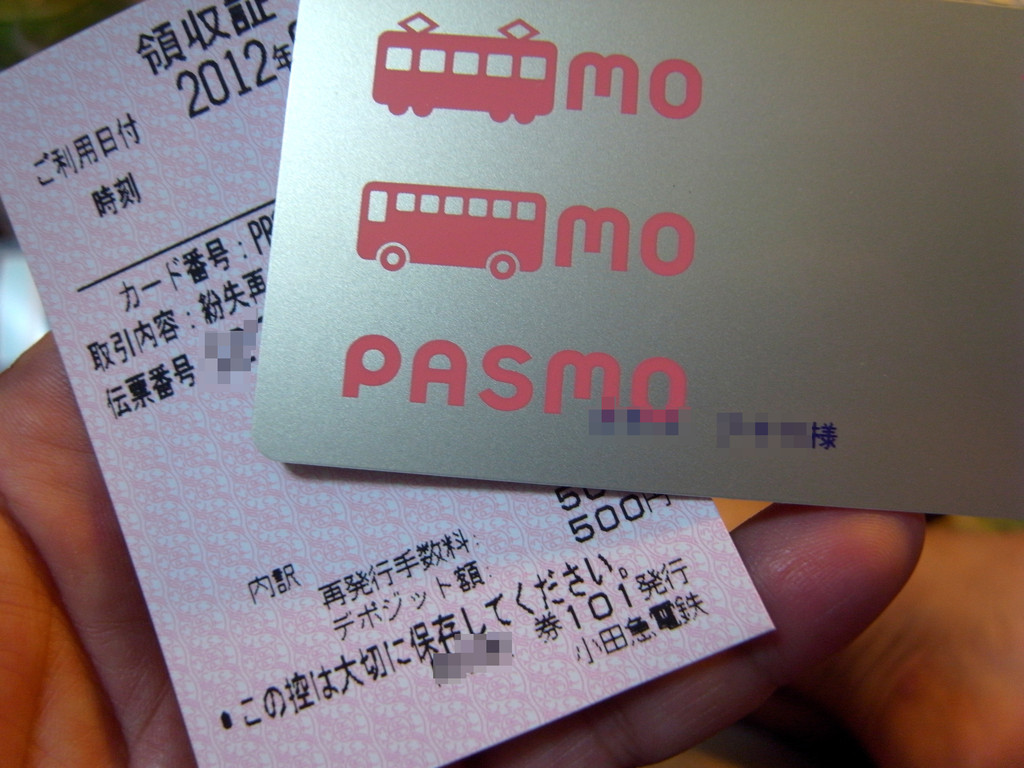 領収証
2012年
ご利用日付
時刻
カード番号：PB
取引内容：紛失再
伝票番号
内訳
再発行手数料：
デポジット額： 500円
●この控は大切に保存してください。
券101発行
小田急電鉄
mo
mo
PASMO
様